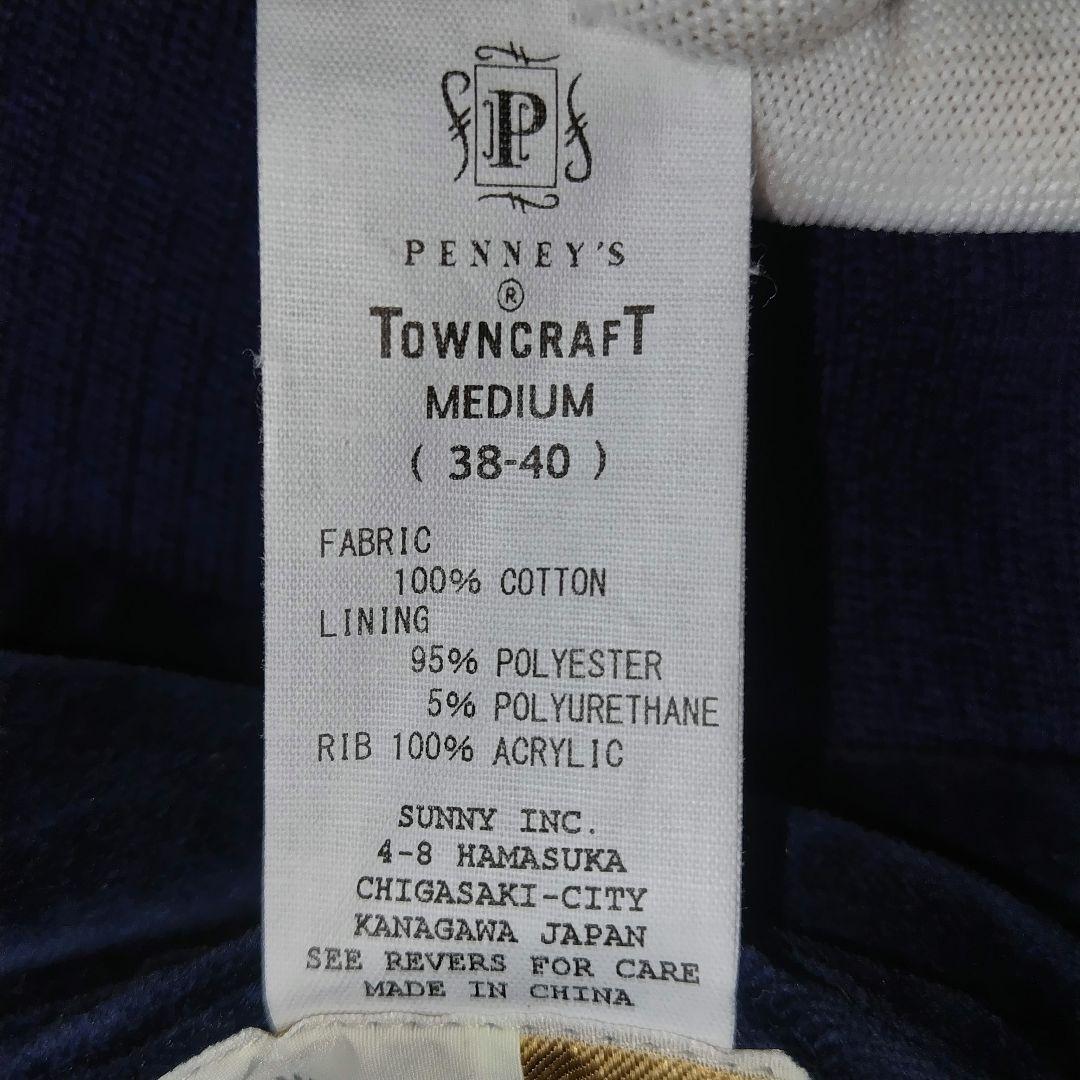 P
PENNEY'S
®
TOWNCRAFT
MEDIUM
( 38-40 )
FABRIC
100% COTTON
LINING
95% POLYESTER
5% POLYURETHANE
RIB 100% ACRYLIC
SUNNY INC.
4-8 HAMASUKA
CHIGASAKI-CITY
KANAGAWA JAPAN
SEE REVERS FOR CARE
MADE IN CHINA